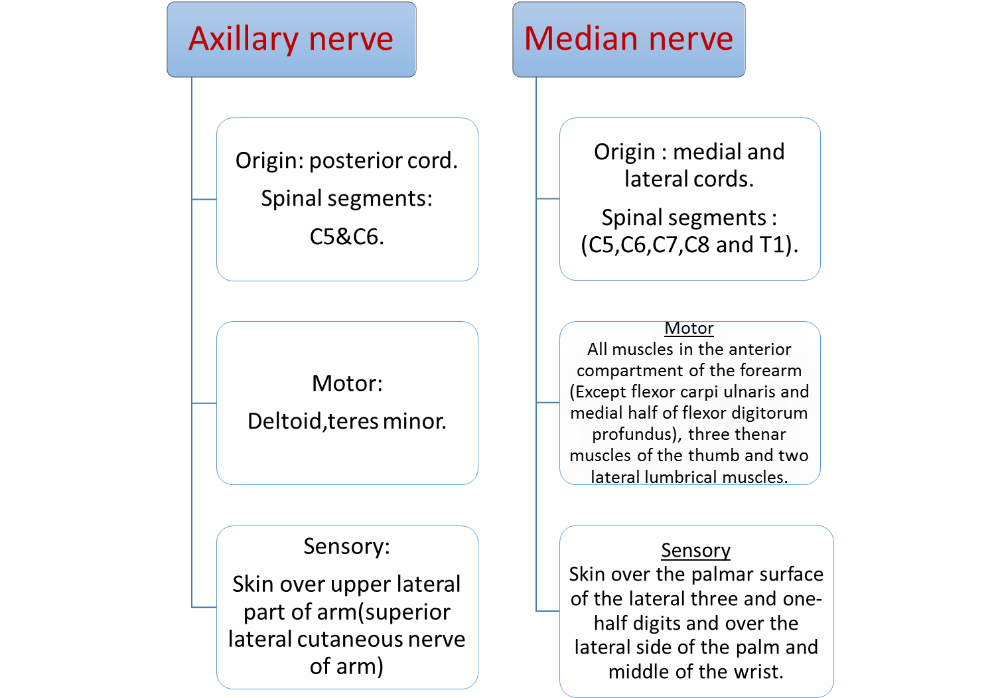 Axillary nerve
Origin: posterior cord.
Spinal segments:
C5&C6.
Motor:
Deltoid,teres minor.
Sensory:
Skin over upper lateral
part of arm(superior
lateral cutaneous nerve
of arm)
Median nerve
Origin : medial and
lateral cords.
Spinal segments :
(C5,C6,C7,C8 and T1).
Motor
All muscles in the anterior
compartment of the forearm
(Except flexor carpi ulnaris and
medial half of flexor digitorum
profundus), three thenar
muscles of the thumb and two
lateral lumbrical muscles.
Sensory
Skin over the palmar surface
of the lateral three and one-
half digits and over the
lateral side of the palm and
middle of the wrist.